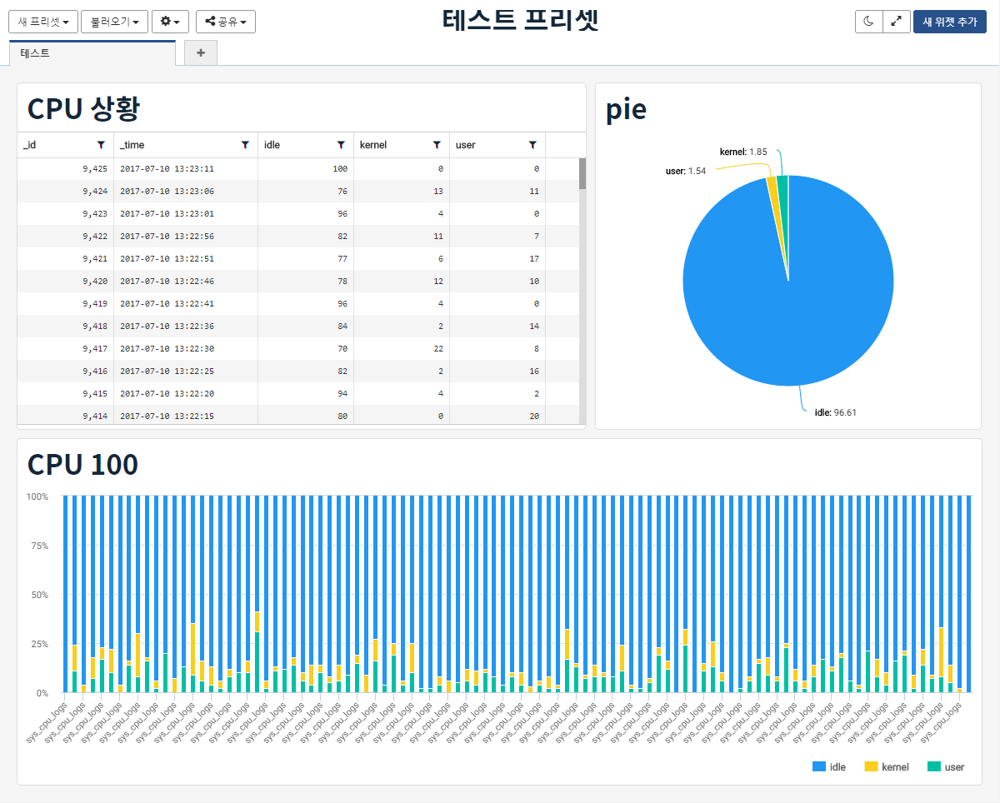 새 프리셋 불러오기 공유 테스트 프리셋 새 위젯 추가
테스트 +
CPU 상황
_id _time idle kernel user
9,425 2017-07-10 13:23:11 100 0 0
9,424 2017-07-10 13:23:06 76 13 11
9,423 2017-07-10 13:23:01 96 4 0
9,422 2017-07-10 13:22:56 82 11 7
9,421 2017-07-10 13:22:51 77 6 17
9,420 2017-07-10 13:22:46 78 12 10
9,419 2017-07-10 13:22:41 96 4 0
9,418 2017-07-10 13:22:36 84 2 14
9,417 2017-07-10 13:22:30 70 22 8
9,416 2017-07-10 13:22:25 82 2 16
9,415 2017-07-10 13:22:20 94 4 2
9,414 2017-07-10 13:22:15 80 0 20
pie
kernel: 1.85
user: 1.54
idle: 96.61
CPU 100
100%
75%
50%
25%
0%
sys_cpu_logs sys_cpu_logs sys_cpu_logs sys_cpu_logs sys_cpu_logs sys_cpu_logs sys_cpu_logs sys_cpu_logs sys_cpu_logs sys_cpu_logs sys_cpu_logs sys_cpu_logs sys_cpu_logs sys_cpu_logs sys_cpu_logs sys_cpu_logs sys_cpu_logs sys_cpu_logs sys_cpu_logs sys_cpu_logs sys_cpu_logs sys_cpu_logs sys_cpu_logs sys_cpu_logs sys_cpu_logs sys_cpu_logs sys_cpu_logs sys_cpu_logs sys_cpu_logs sys_cpu_logs sys_cpu_logs sys_cpu_logs sys_cpu_logs sys_cpu_logs sys_cpu_logs sys_cpu_logs sys_cpu_logs sys_cpu_logs sys_cpu_logs sys_cpu_logs sys_cpu_logs sys_cpu_logs sys_cpu_logs sys_cpu_logs sys_cpu_logs sys_cpu_logs sys_cpu_logs sys_cpu_logs sys_cpu_logs sys_cpu_logs
idle kernel user